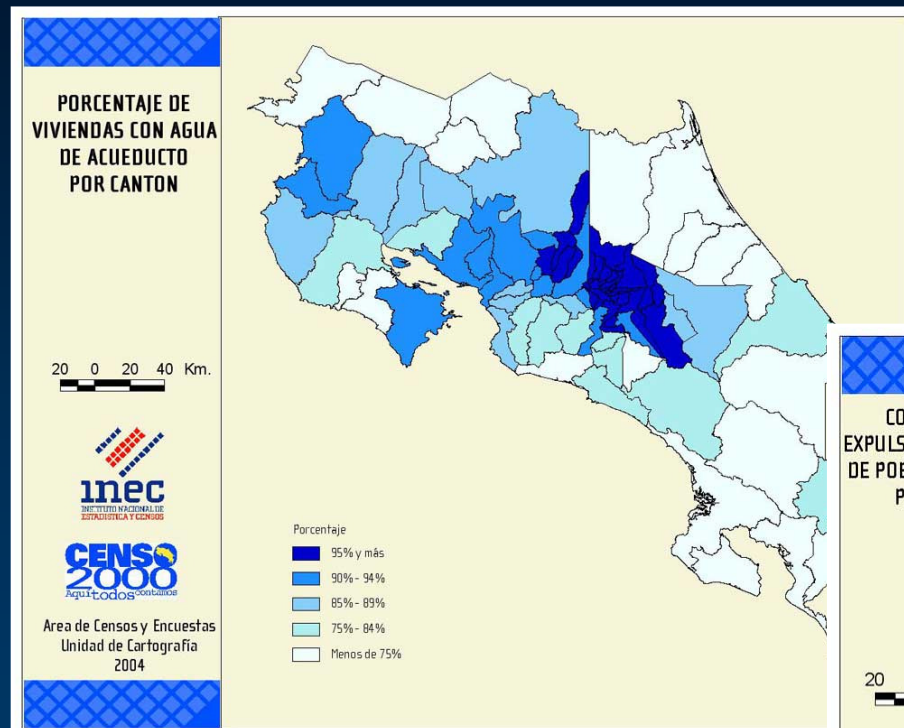 PORCENTAJE DE
VIVIENDAS CON AGUA
DE ACUEDUCTO
POR CANTON
20 0 20 40 Km.
inec
INSTITUTO NACIONAL DE
ESTADÍSTICA Y CENSOS
CENSO
2000
Aquí todos contamos
Area de Censos y Encuestas
Unidad de Cartografía
2004
Porcentaje
95% y más
90% - 94%
85% - 89%
75% - 84%
Menos de 75%
CO
EXPULS
DE POB
P
20